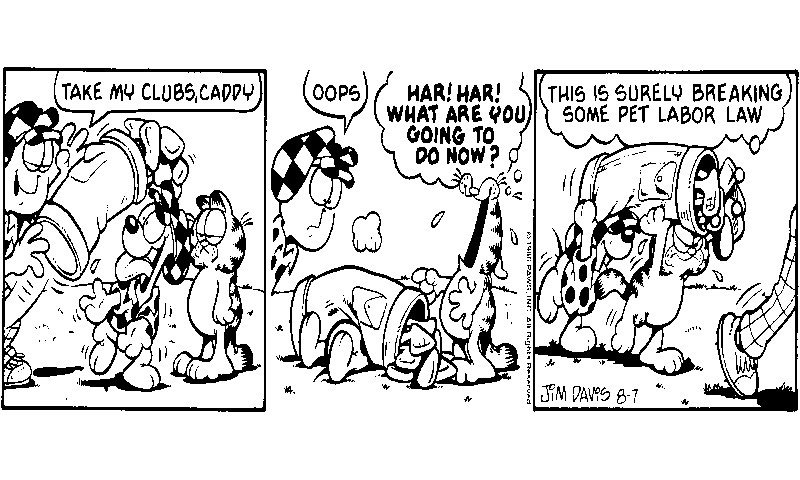 TAKE MY CLUBS, CADDY
OOPS
HAR! HAR!
WHAT ARE YOU
GOING TO
DO NOW?
THIS IS SURELY BREAKING
SOME PET LABOR LAW
JIM DAVIS 8-7